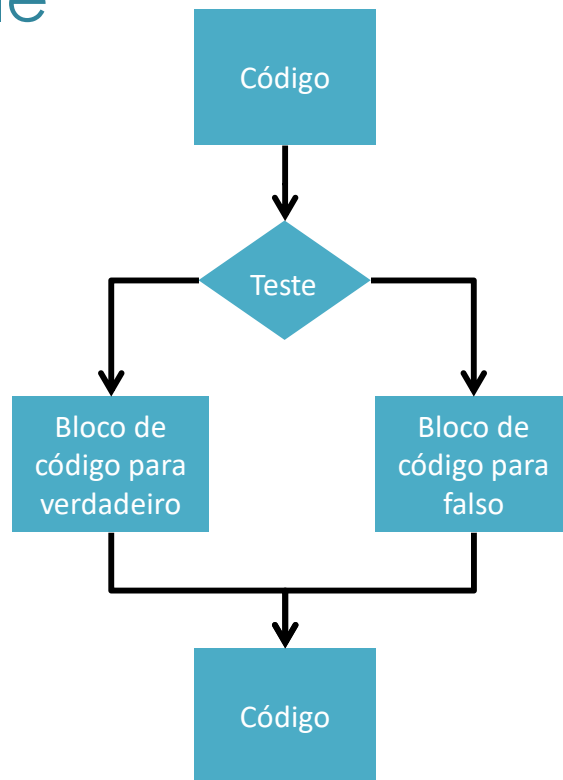 Código
Teste
Bloco de
código para
verdadeiro
Bloco de
código para
falso
Código